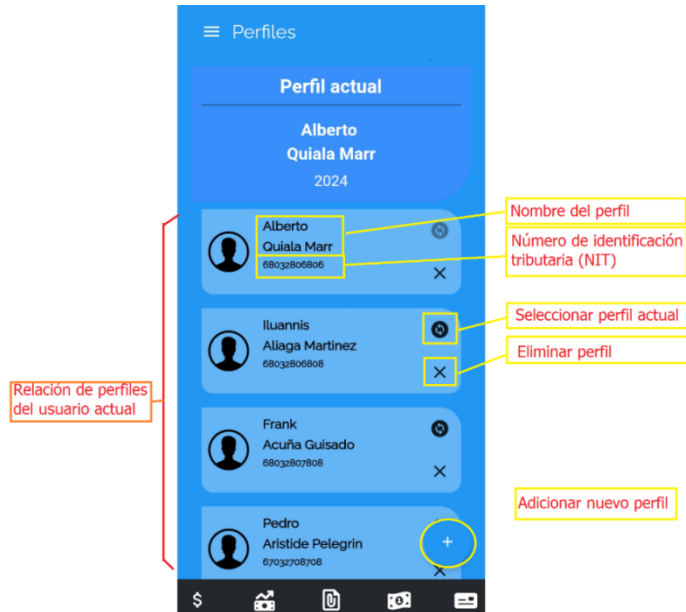 Perfiles
Perfil actual
Alberto
Quiala Marr
2024
Alberto
Quiala Marr
68032806806
Nombre del perfil
Número de identificación
tributaria (NIT)
Iluannis
Aliaga Martinez
68032806808
Seleccionar perfil actual
Eliminar perfil
Relación de perfiles
del usuario actual
Frank
Acuña Guisado
68032807808
Adicionar nuevo perfil
Pedro
Aristide Pelegrin
67032708708
+
$